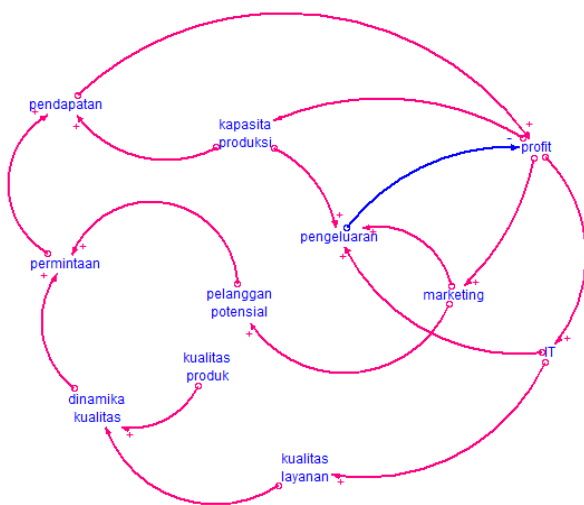 pendapatan
kapasita
produksi
profit
pengeluaran
permintaan
pelanggan
potensial
marketing
IT
kualitas
produk
dinamika
kualitas
kualitas
layanan